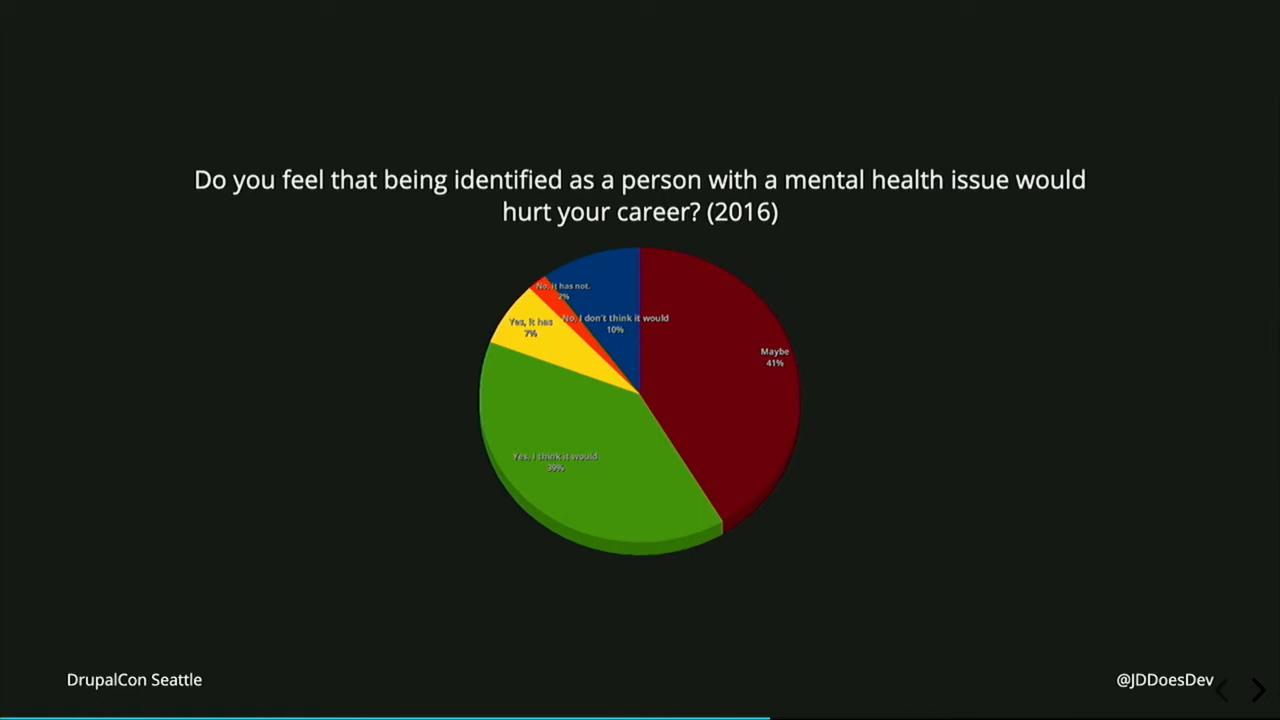 Do you feel that being identified as a person with a mental health issue would
hurt your career? (2016)
No, it has not.
2%
No, I don't think it would
10%
Yes, It has
7%
Maybe
41%
Yes, I think it would
39%
DrupalCon Seattle
@JDDoesDev